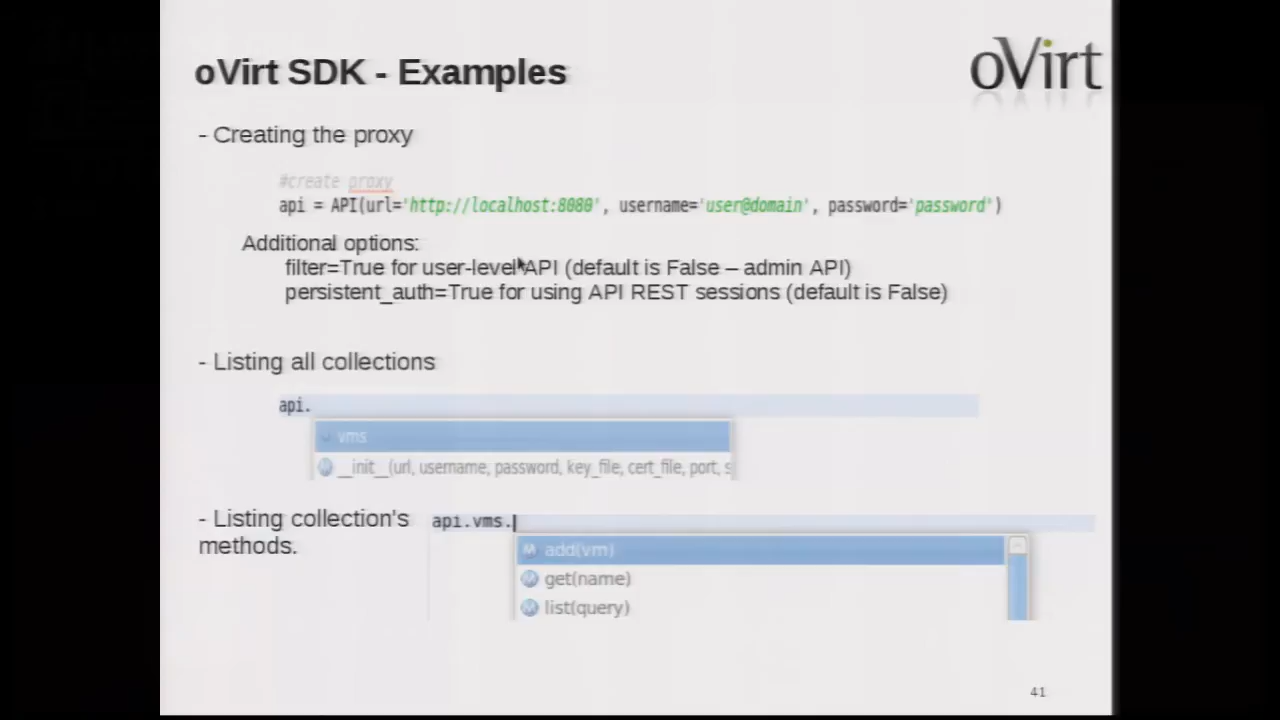 oVirt SDK - Examples
oVirt
- Creating the proxy
#create proxy
api = API(url='http://localhost:8080', username='user@domain', password='password')
Additional options:
filter=True for user-level API (default is False – admin API)
persistent_auth=True for using API REST sessions (default is False)
- Listing all collections
api.
vms
__init__(url, username, password, key_file, cert_file, port, s
- Listing collection's
methods.
api.vms.
add(vm)
get(name)
list(query)
41